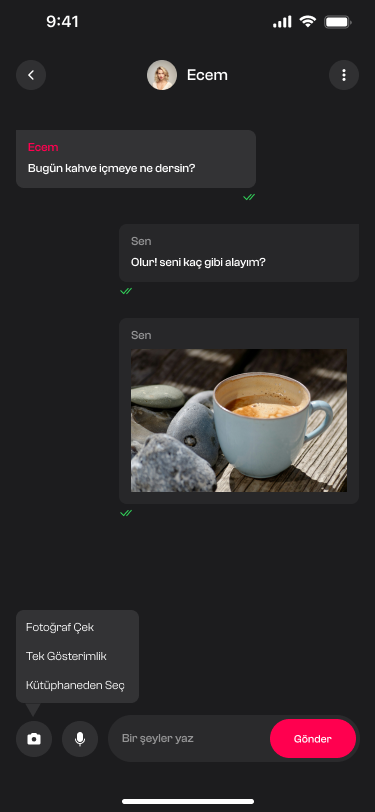 9:41
Ecem
Ecem
Bugün kahve içmeye ne dersin?
Sen
Olur! seni kaç gibi alayım?
Sen
Fotoğraf Çek
Tek Gösterimlik
Kütüphaneden Seç
Bir şeyler yaz
Gönder